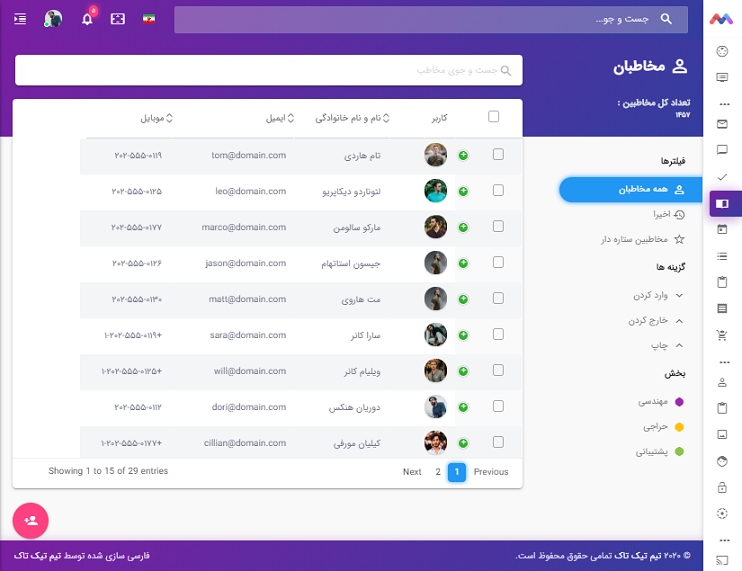 جست و جو...
۵
مخاطبان
جست و جوی مخاطب
تعداد کل مخاطبین :
۱۴۵۷
کاربر
نام و نام خانوادگی
ایمیل
موبایل
تام هاردی
tom@domain.com
۲۰۲-۵۵۵-۰۱۱۹
لئوناردو دیکاپریو
leo@domain.com
۲۰۲-۵۵۵-۰۱۲۵
مارکو سالومن
marco@domain.com
۲۰۲-۵۵۵-۰۱۷۷
جیسون استاتهام
jason@domain.com
۲۰۲-۵۵۵-۰۱۲۶
مت هاروی
matt@domain.com
۲۰۲-۵۵۵-۰۱۳۰
سارا کانر
sara@domain.com
۱-۲۰۲-۵۵۵-۰۱۱۹+
ویلیام کانر
will@domain.com
۱-۲۰۲-۵۵۵-۰۱۲۵+
دوریان هنکس
dori@domain.com
۲۰۲-۵۵۵-۰۱۱۲
کیلیان مورفی
cillian@domain.com
۱-۲۰۲-۵۵۵-۰۱۷۷+
Showing 1 to 15 of 29 entries
Next 2 1 Previous
فیلترها
همه مخاطبان
اخیرا
مخاطبین ستاره دار
گزینه ها
وارد کردن
خارج کردن
چاپ
بخش
مهندسی
حراجی
پشتیبانی
© ۲۰۲۰ تیم تیک تاک تمامی حقوق محفوظ است.
فارسی سازی شده توسط تیم تیک تاک